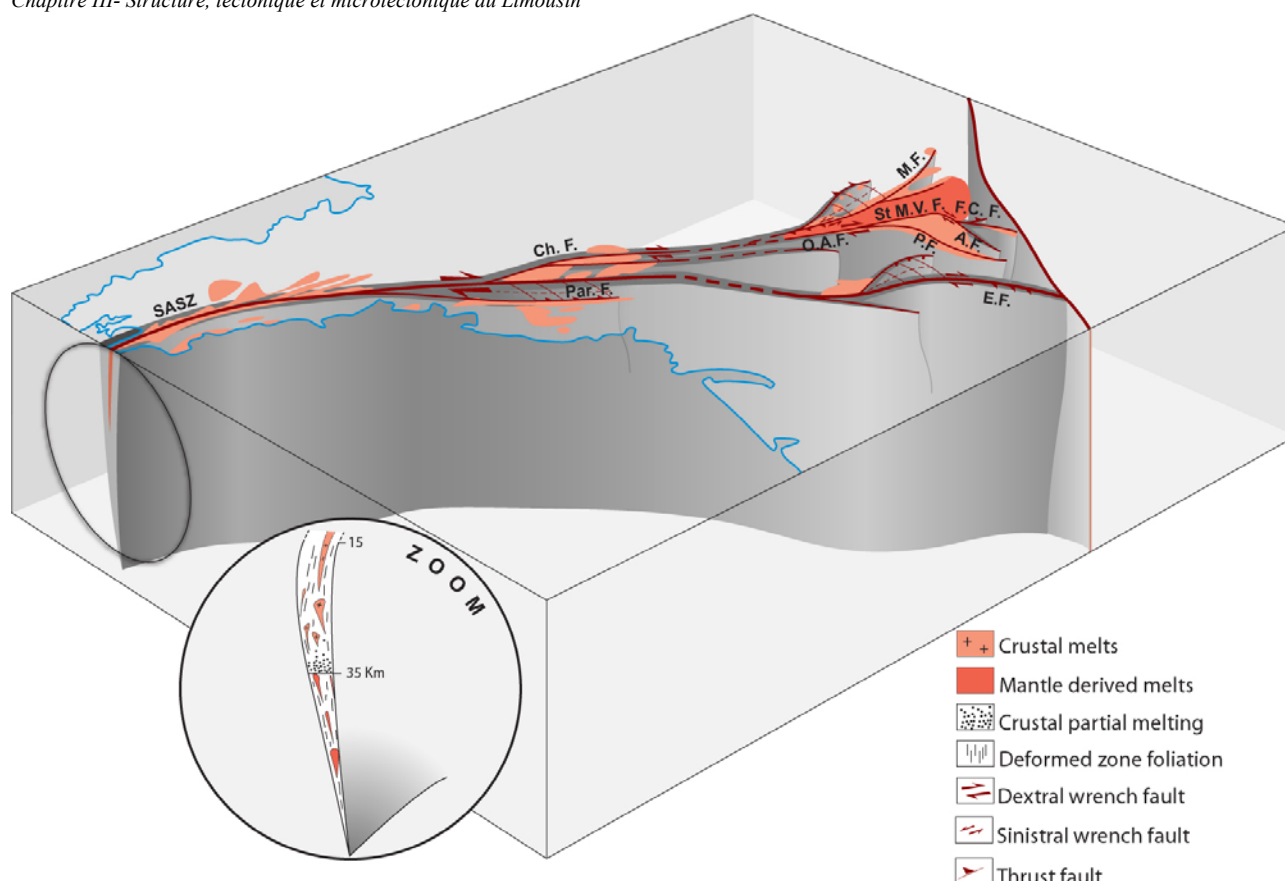 Chapitre III- Structure, tectonique et microtectonique du Limousin
M.F.
St M.V. F.
F.C. F.
O.A.F.
A.F.
P.F.
Ch. F.
E.F.
Par. F.
SASZ
ZOOM
15
35 Km
Crustal melts
Mantle derived melts
Crustal partial melting
Deformed zone foliation
Dextral wrench fault
Sinistral wrench fault
Thrust fault